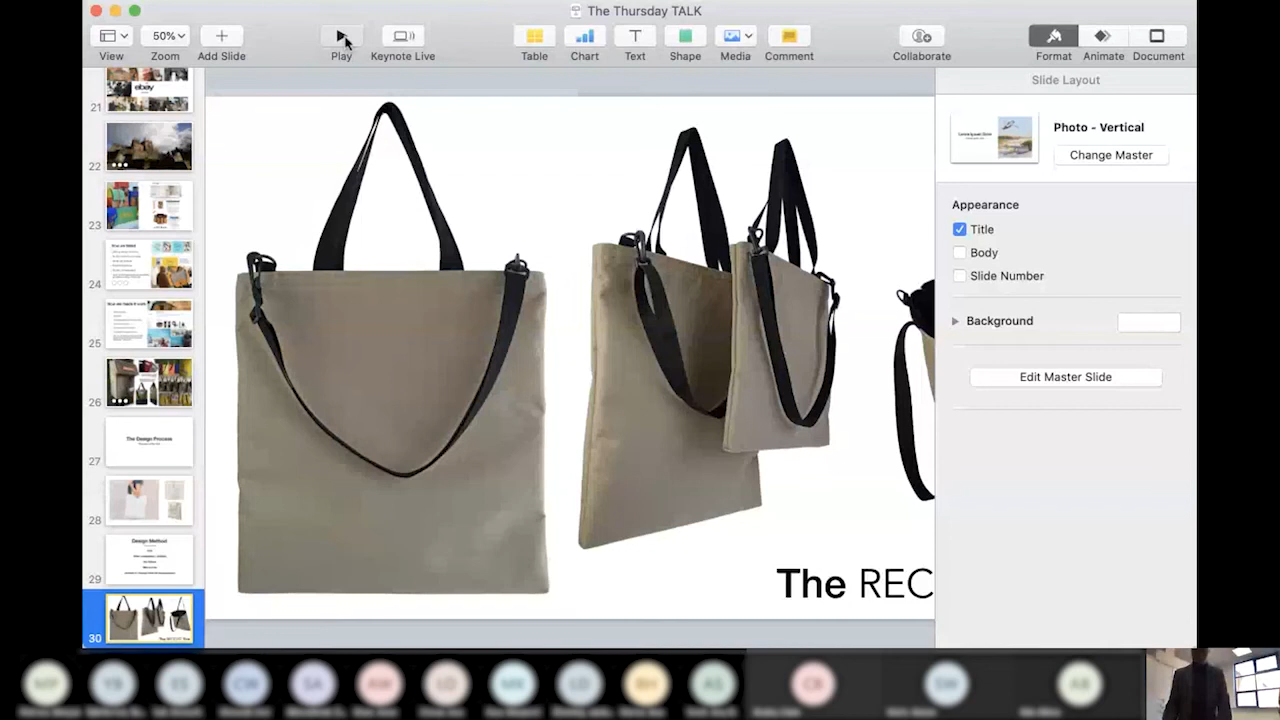 The Thursday TALK
50%
View
Zoom
Add Slide
Play
Keynote Live
Table
Chart
Text
Shape
Media
Comment
Collaborate
Format
Animate
Document
21
ebay
22
23
24
25
26
The Design Process
27
28
Design Method
29
30
The REC
Slide Layout
Photo - Vertical
Change Master
Appearance
Title
Body
Slide Number
Background
Edit Master Slide